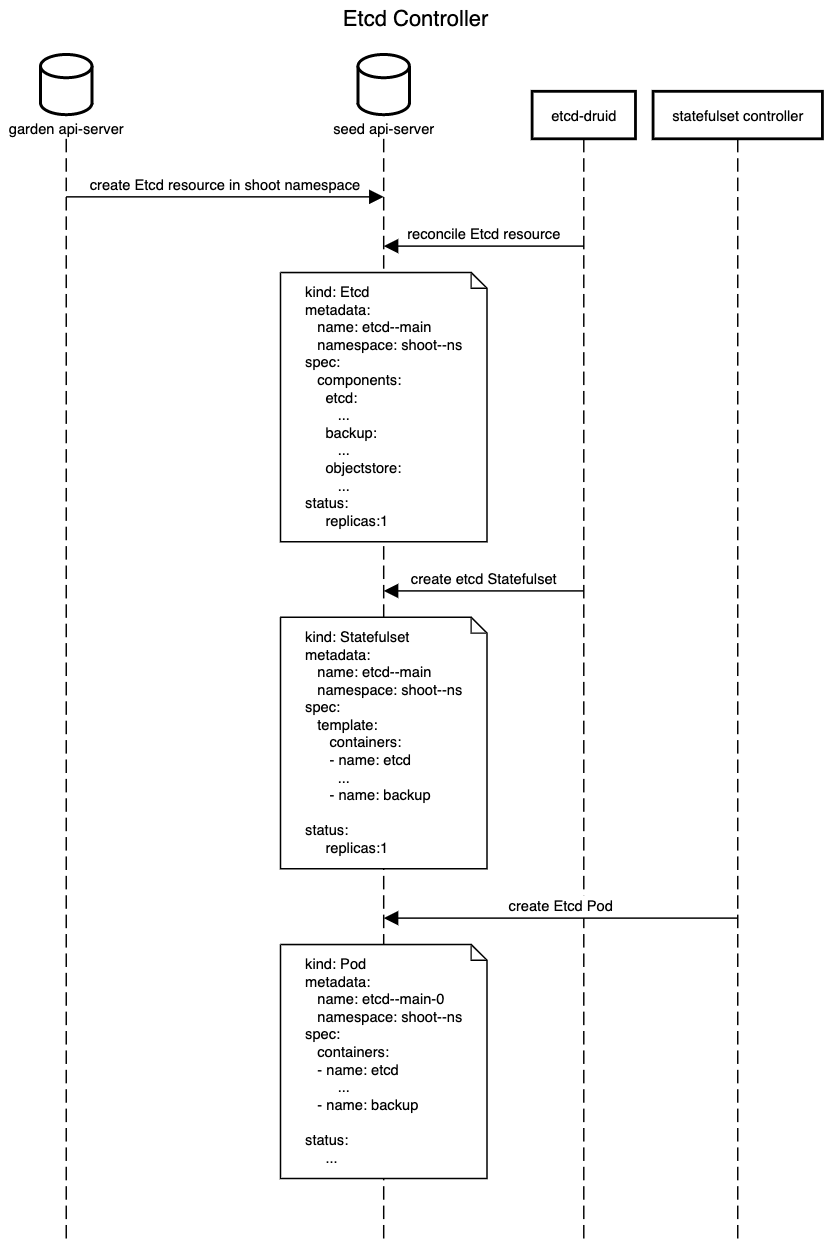 Etcd Controller
garden api-server
seed api-server
etcd-druid
statefulset controller
create Etcd resource in shoot namespace
reconcile Etcd resource
kind: Etcd
metadata:
name: etcd--main
namespace: shoot--ns
spec:
components:
etcd:
...
backup:
...
objectstore:
...
status:
replicas:1
create etcd Statefulset
kind: Statefulset
metadata:
name: etcd--main
namespace: shoot--ns
spec:
template:
containers:
- name: etcd
...
- name: backup
status:
replicas:1
create Etcd Pod
kind: Pod
metadata:
name: etcd--main-0
namespace: shoot--ns
spec:
containers:
- name: etcd
...
- name: backup
status:
...